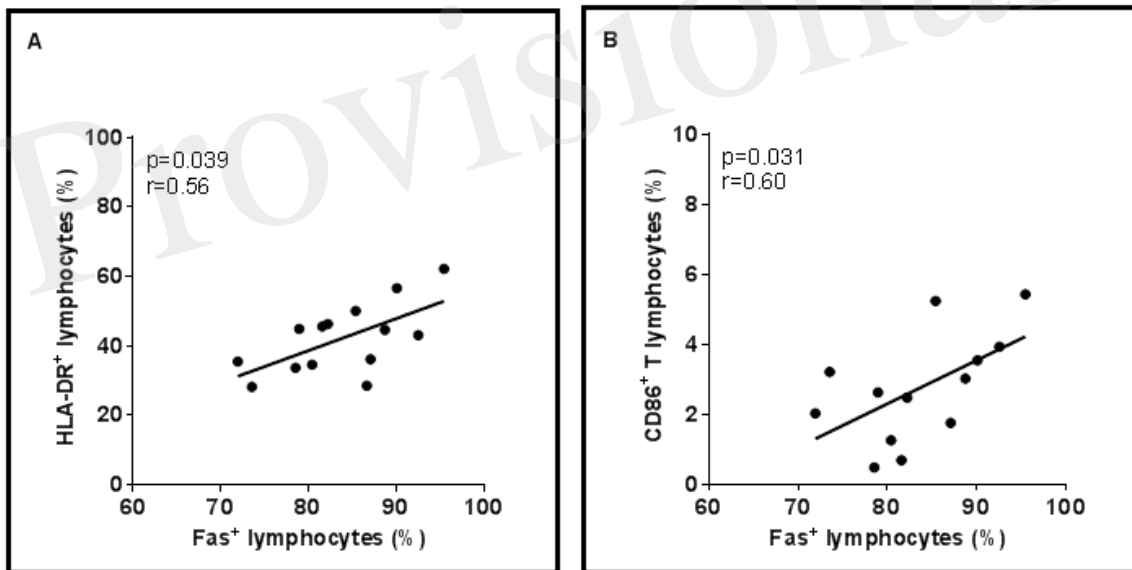 Provisional
A
p=0.039
r=0.56
HLA-DR⁺ lymphocytes (%)
100
80
60
40
20
0
60
70
80
90
100
Fas⁺ lymphocytes (%)
B
p=0.031
r=0.60
CD86⁺ T lymphocytes (%)
10
8
6
4
2
0
60
70
80
90
100
Fas⁺ lymphocytes (%)